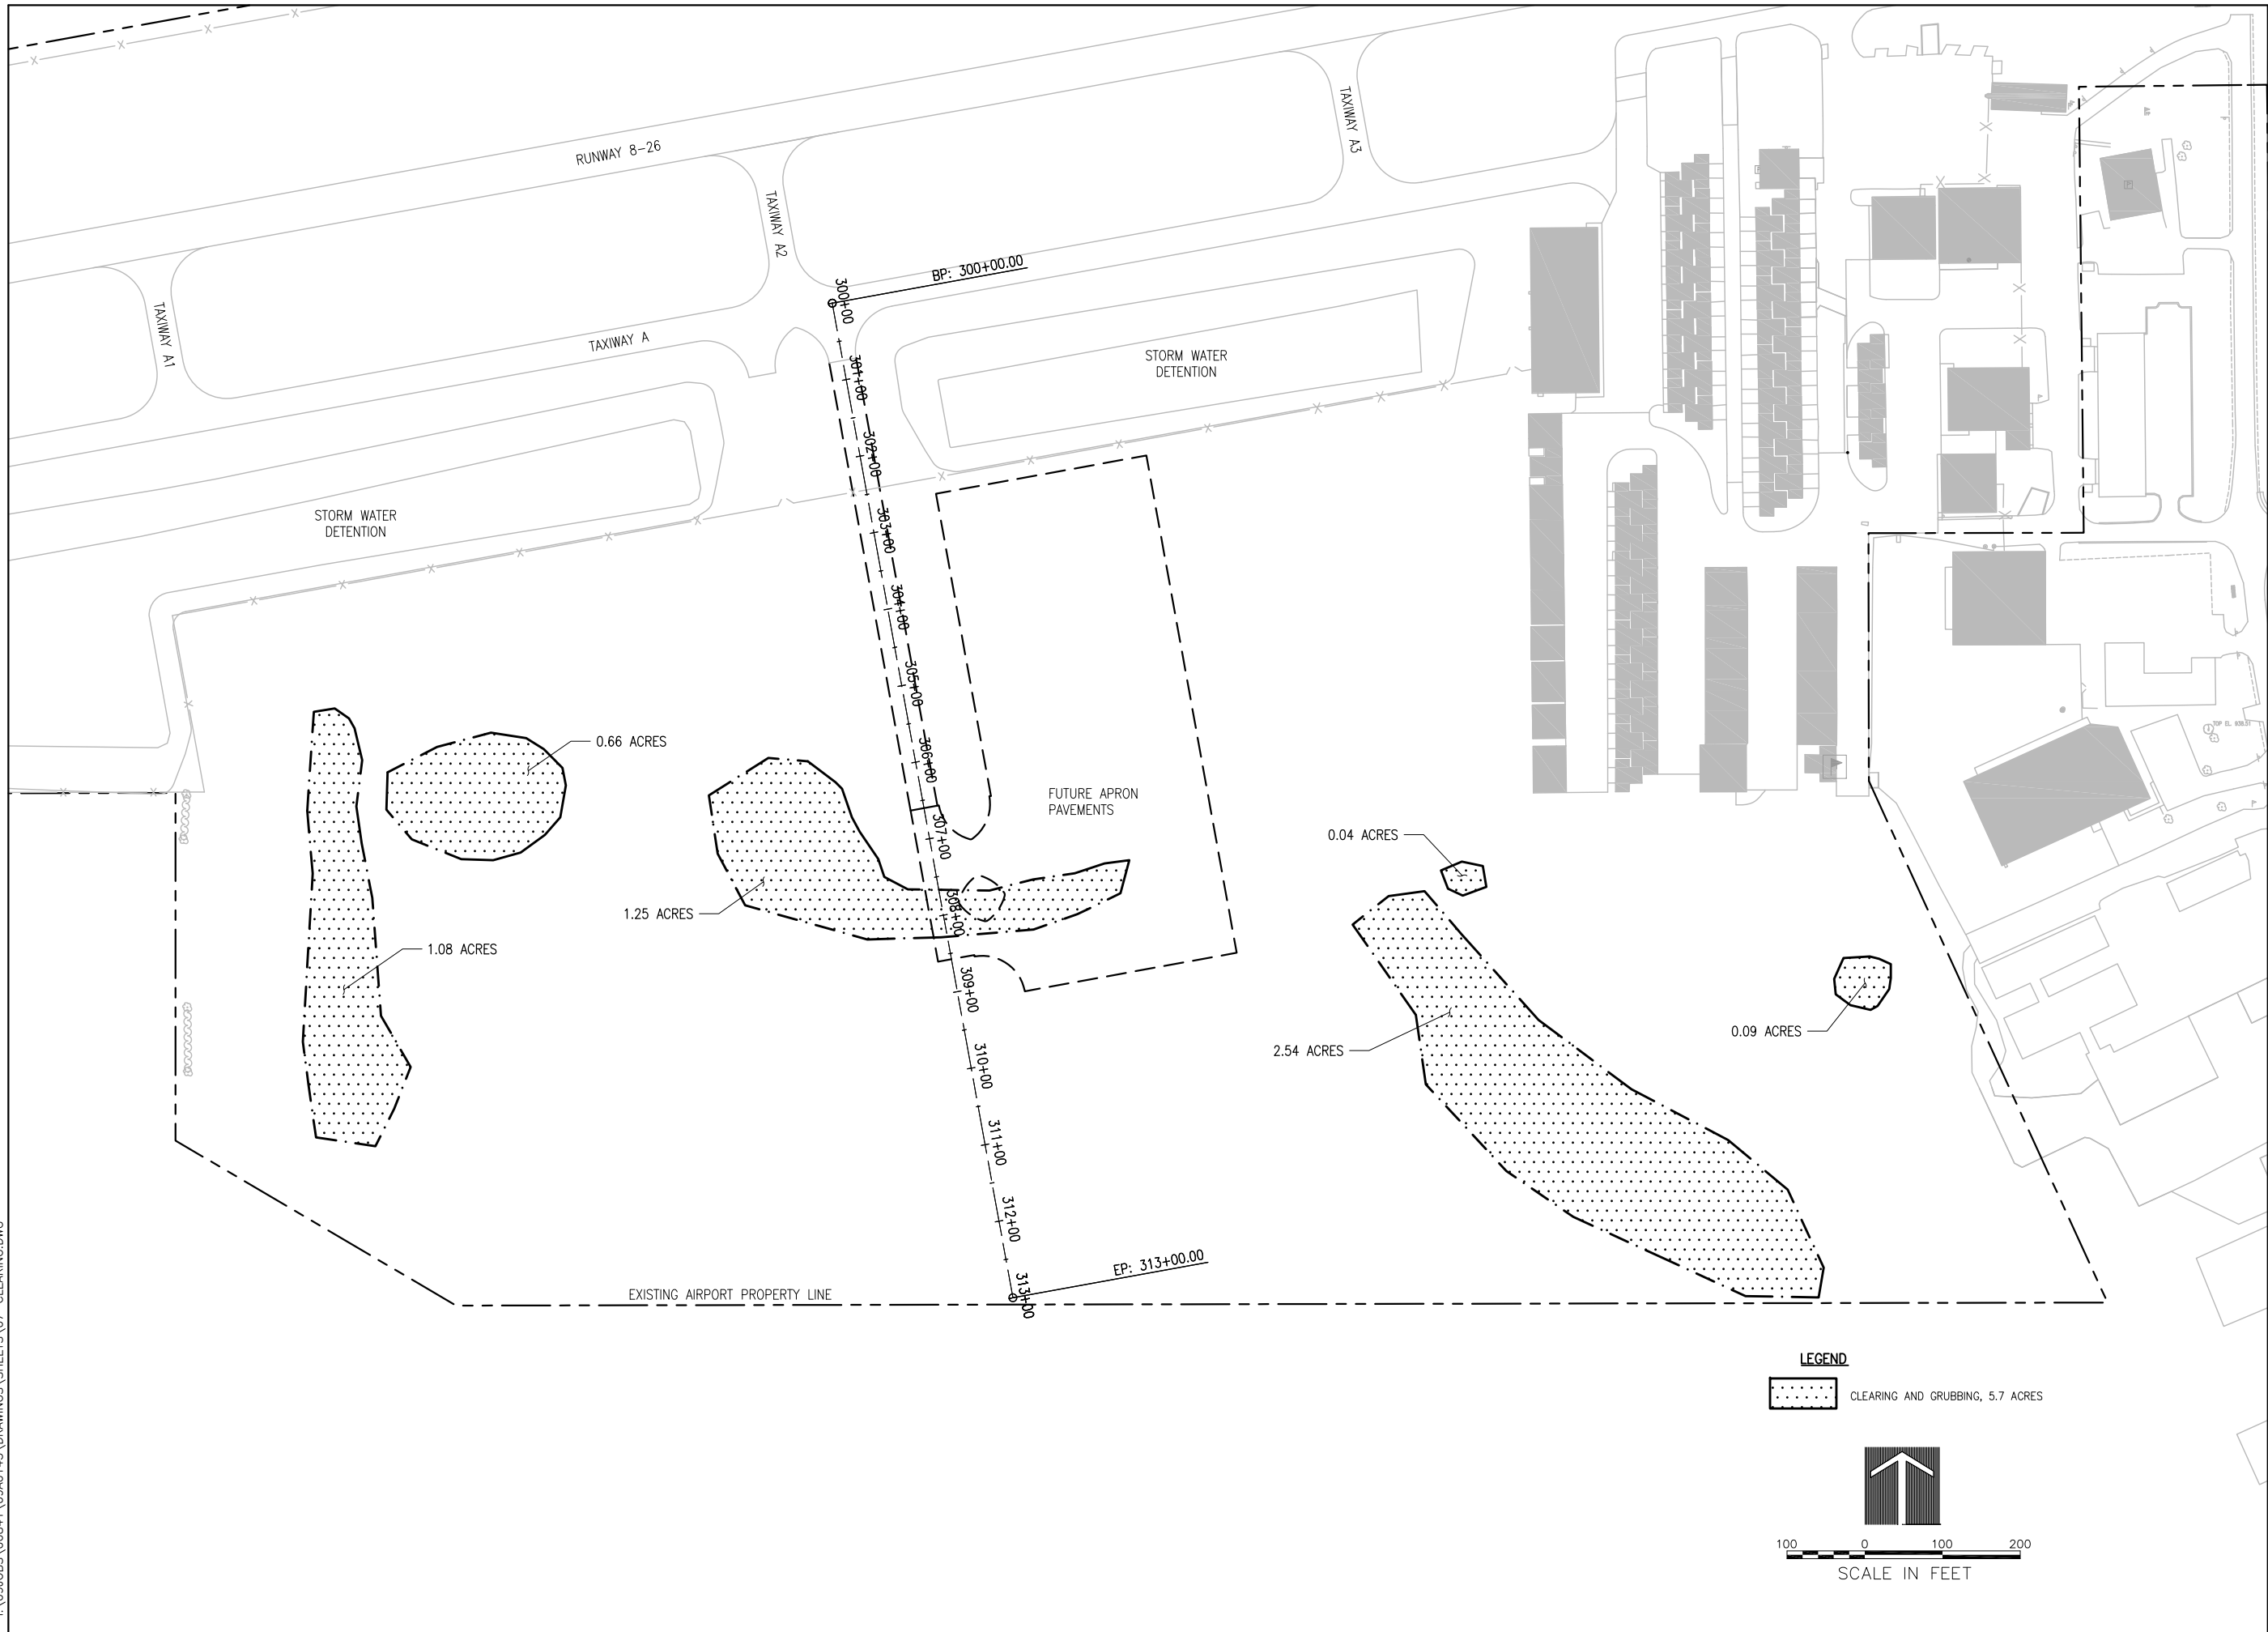 RUNWAY 8-26
TAXIWAY A3
TAXIWAY A2
TAXIWAY A1
TAXIWAY A
BP: 300+00.00
300+00
301+00
302+00
303+00
304+00
305+00
306+00
307+00
308+00
309+00
310+00
311+00
312+00
313+00
EP: 313+00.00
STORM WATER
DETENTION
STORM WATER
DETENTION
0.66 ACRES
FUTURE APRON
PAVEMENTS
0.04 ACRES
1.25 ACRES
1.08 ACRES
2.54 ACRES
0.09 ACRES
TOP EL. 938.51
EXISTING AIRPORT PROPERTY LINE
LEGEND
CLEARING AND GRUBBING, 5.7 ACRES
100 0 100 200
SCALE IN FEET